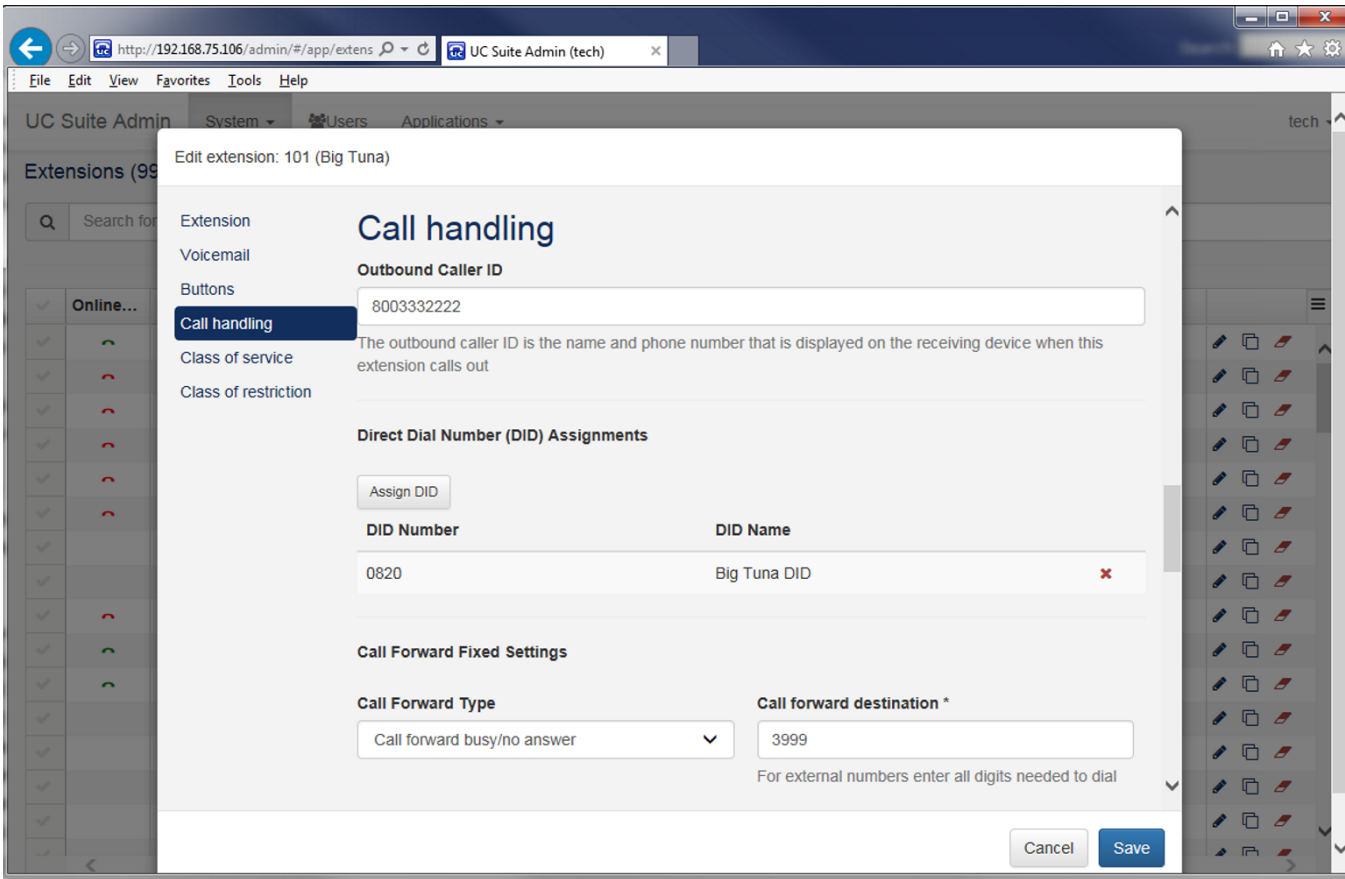 http://192.168.75.106/admin/#/app/extens
UC Suite Admin (tech)
File Edit View Favorites Tools Help
UC Suite Admin System Users Applications tech
Edit extension: 101 (Big Tuna)
Extensions (99
Search for
Extension
Voicemail
Buttons
Call handling
Class of service
Class of restriction
Online...
Call handling
Outbound Caller ID
8003332222
The outbound caller ID is the name and phone number that is displayed on the receiving device when this
extension calls out
Direct Dial Number (DID) Assignments
Assign DID
DID Number DID Name
0820 Big Tuna DID
Call Forward Fixed Settings
Call Forward Type Call forward destination *
Call forward busy/no answer 3999
For external numbers enter all digits needed to dial
Cancel Save